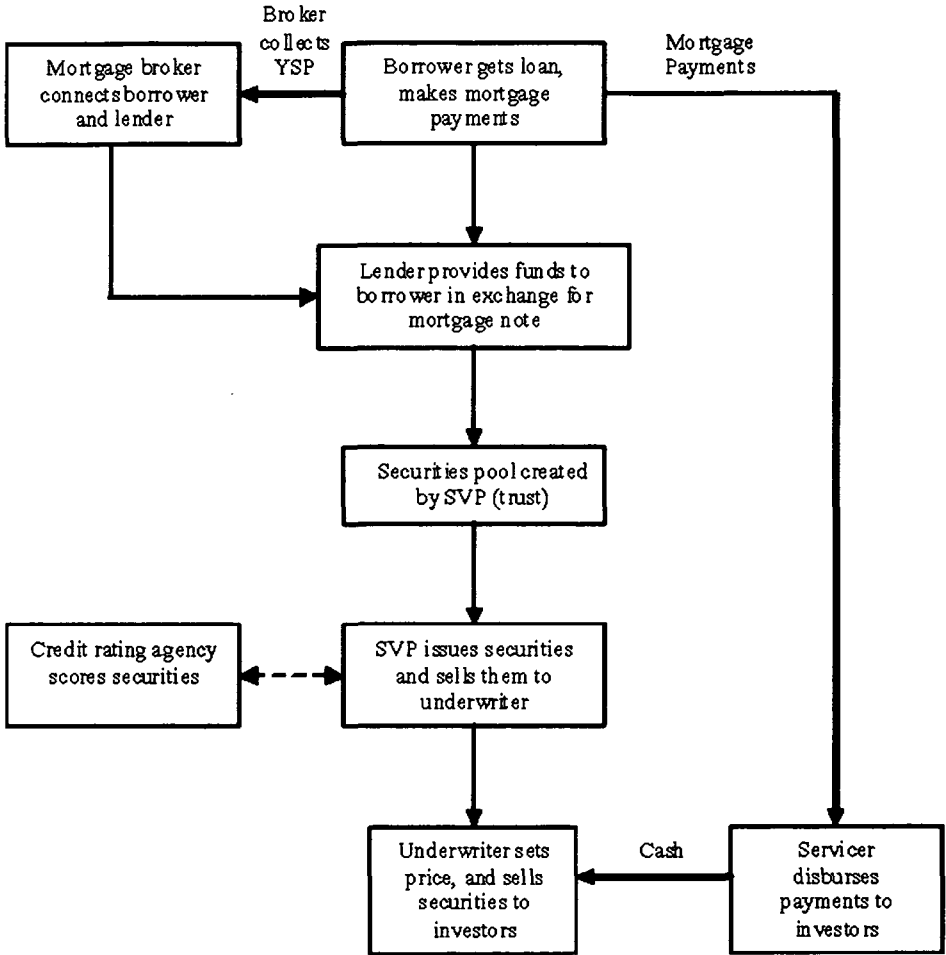 Broker
collects
YSP
Mortgage
Payments
Mortgage broker
connects borrower
and lender
Borrower gets loan,
makes mortgage
payments
Lender provides funds to
borrower in exchange for
mortgage note
Securities pool created
by SVP (trust)
Credit rating agency
scores securities
SVP issues securities
and sells them to
underwriter
Underwriter sets
price, and sells
securities to
investors
Cash
Servicer
disburses
payments to
investors